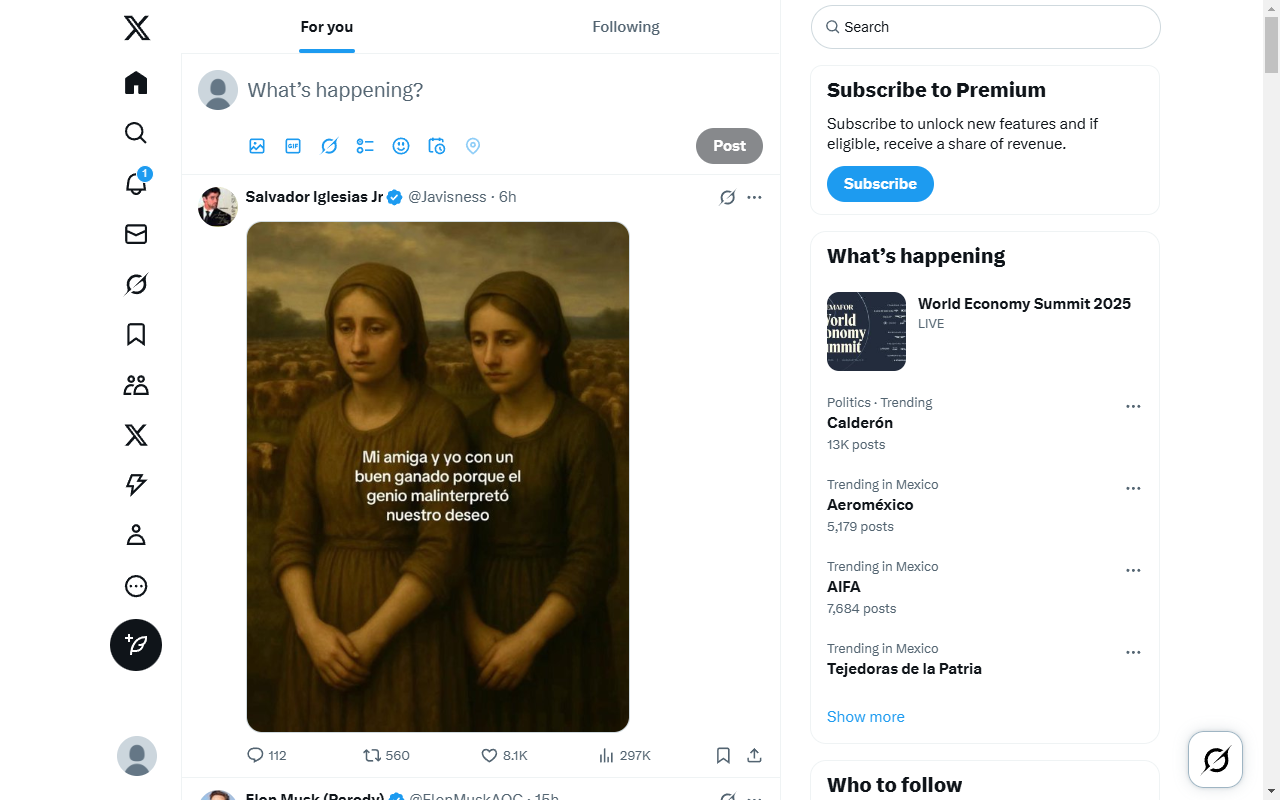 For you
Following
What's happening?
GIF
Post
1
Salvador Iglesias Jr @Javisness · 6h
Mi amiga y yo con un
buen ganado porque el
genio malinterpretó
nuestro deseo
112
560
8.1K
297K
Elon Musk (Parody) @ElonMuskAOC · 15h
Search
Subscribe to Premium
Subscribe to unlock new features and if
eligible, receive a share of revenue.
Subscribe
What's happening
World Economy Summit 2025
LIVE
Politics · Trending
Calderón
13K posts
Trending in Mexico
Aeroméxico
5,179 posts
Trending in Mexico
AIFA
7,684 posts
Trending in Mexico
Tejedoras de la Patria
Show more
Who to follow